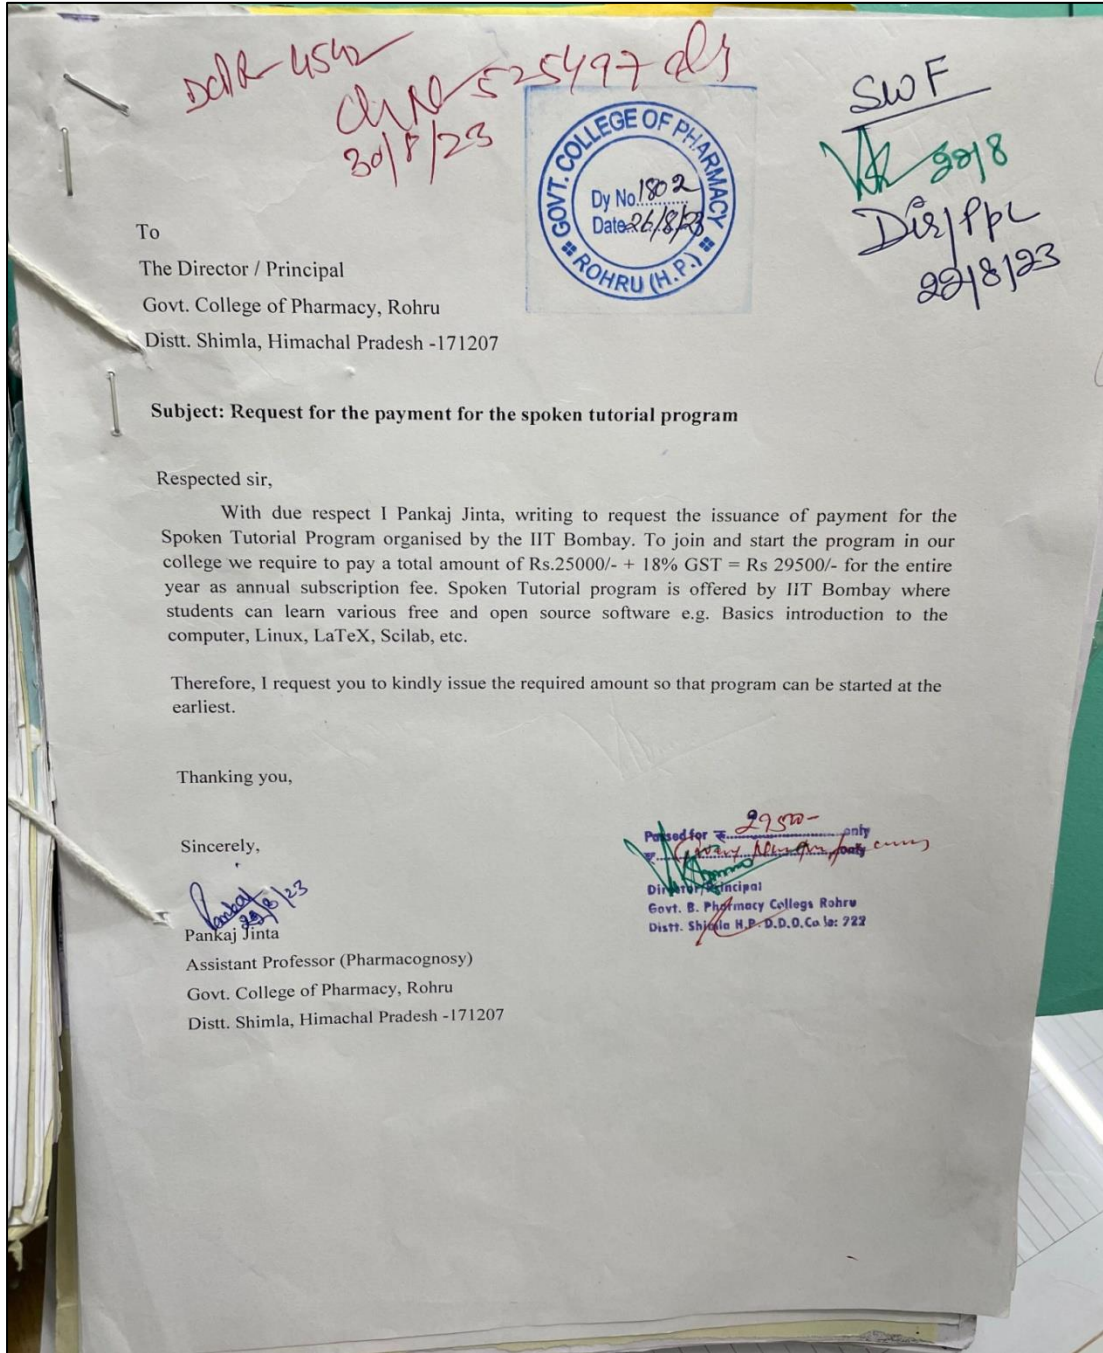 DCAR-4542
Ch No-525497 dly
30/8/23
GOVT. COLLEGE OF PHARMACY
Dy No. 1802
Date 26/8/23
ROHRU (H.P.)
SWF
22/8
Dir/Ppl
22/8/23
To
The Director / Principal
Govt. College of Pharmacy, Rohru
Distt. Shimla, Himachal Pradesh -171207
Subject: Request for the payment for the spoken tutorial program
Respected sir,
With due respect I Pankaj Jinta, writing to request the issuance of payment for the
Spoken Tutorial Program organised by the IIT Bombay. To join and start the program in our
college we require to pay a total amount of Rs.25000/- + 18% GST = Rs 29500/- for the entire
year as annual subscription fee. Spoken Tutorial program is offered by IIT Bombay where
students can learn various free and open source software e.g. Basics introduction to the
computer, Linux, LaTeX, Scilab, etc.
Therefore, I request you to kindly issue the required amount so that program can be started at the
earliest.
Thanking you,
Sincerely,
Pankaj
Pankaj Jinta
Assistant Professor (Pharmacognosy)
Govt. College of Pharmacy, Rohru
Distt. Shimla, Himachal Pradesh -171207
Passed for ₹ 29500- only
₹ only
Director/Principal
Govt. B. Pharmacy College Rohru
Distt. Shimla H.P. D.D.O. Code: 222